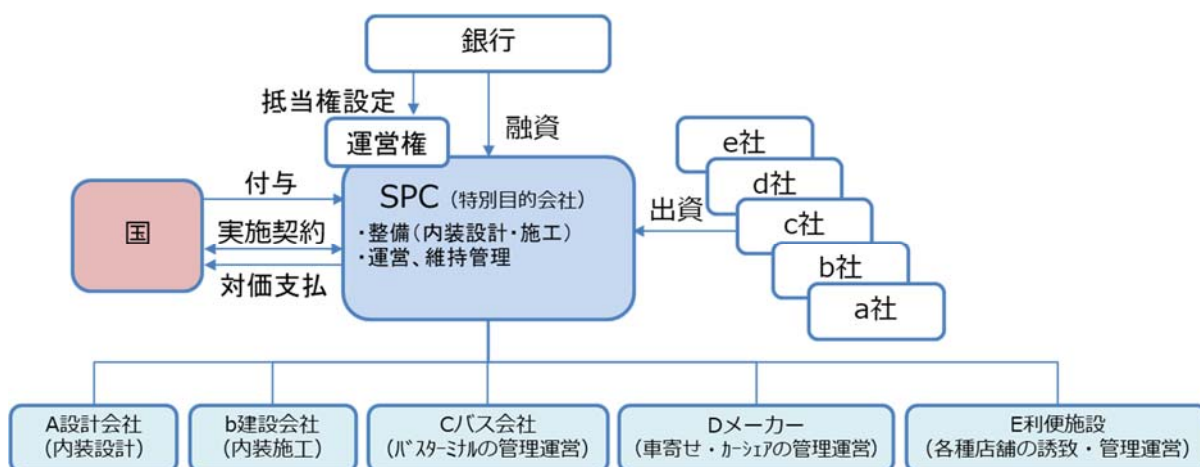 銀行
抵当権設定
運営権
融資
e社
d社
c社
b社
a社
出資
国
付与
実施契約
対価支払
SPC（特別目的会社）
・整備（内装設計・施工）
・運営、維持管理
A設計会社
（内装設計）
b建設会社
（内装施工）
Cバス会社
（ﾊﾞｽﾀｰﾐﾅﾙの管理運営）
Dメーカー
（車寄せ・ｶｰｼｪｱの管理運営）
E利便施設
（各種店舗の誘致・管理運営）